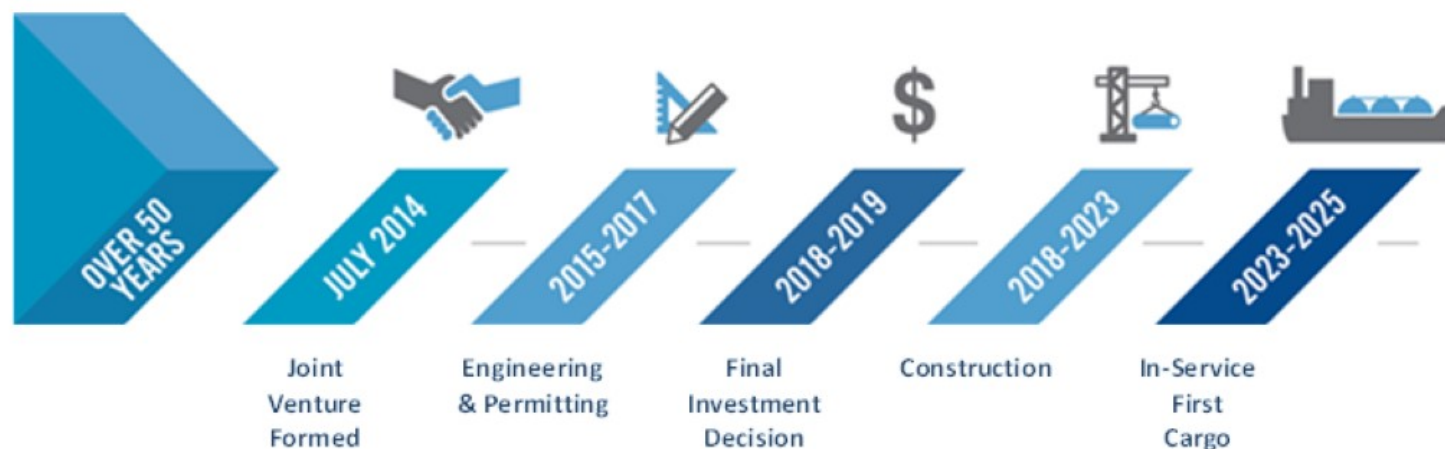 OVER 50
YEARS
JULY 2014
2015-2017
$
2018-2019
2018-2023
2023-2025
Joint
Venture
Formed
Engineering
& Permitting
Final
Investment
Decision
Construction
In-Service
First
Cargo